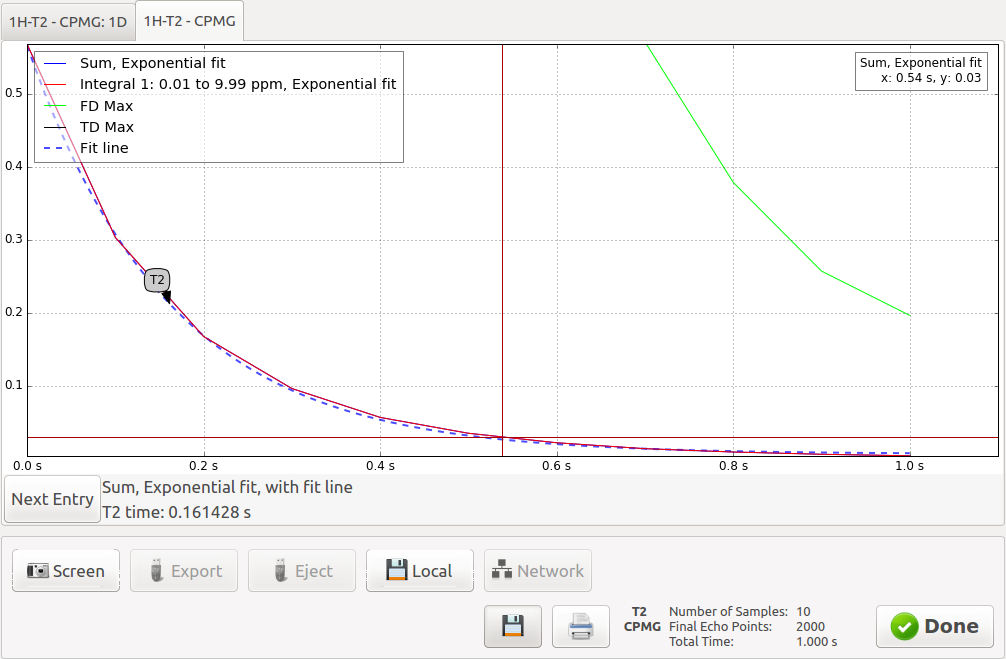 1H-T2 - CPMG: 1D
1H-T2 - CPMG
Sum, Exponential fit
Integral 1: 0.01 to 9.99 ppm, Exponential fit
FD Max
TD Max
Fit line
Sum, Exponential fit
x: 0.54 s, y: 0.03
0.5
0.4
0.3
T2
0.2
0.1
0.0 s
0.2 s
0.4 s
0.6 s
0.8 s
1.0 s
Next Entry
Sum, Exponential fit, with fit line
T2 time: 0.161428 s
Screen
Export
Eject
Local
Network
T2
CPMG
Number of Samples: 10
Final Echo Points: 2000
Total Time: 1.000 s
Done